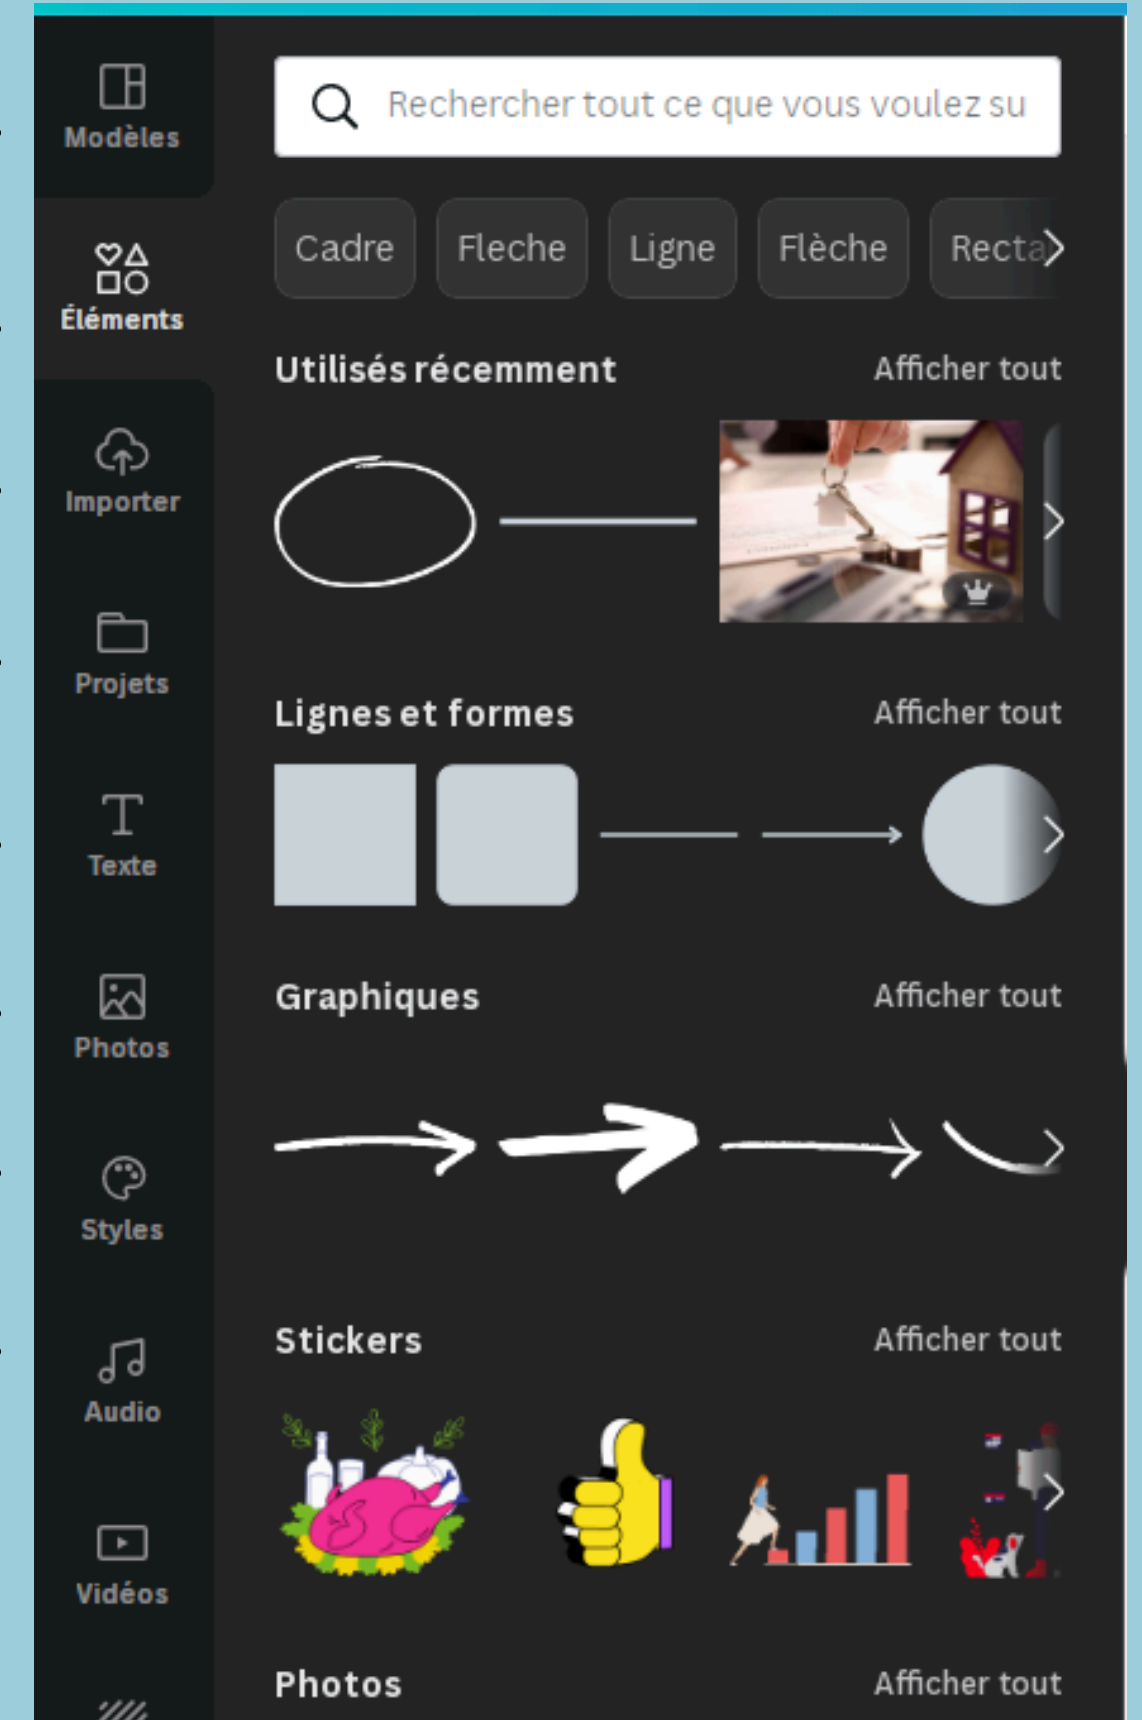 Modèles
Éléments
Importer
Projets
Texte
Photos
Styles
Audio
Vidéos
Rechercher tout ce que vous voulez su
Cadre Fleche Ligne Flèche Recta
Utilisés récemment Afficher tout
Lignes et formes Afficher tout
Graphiques Afficher tout
Stickers Afficher tout
Photos Afficher tout